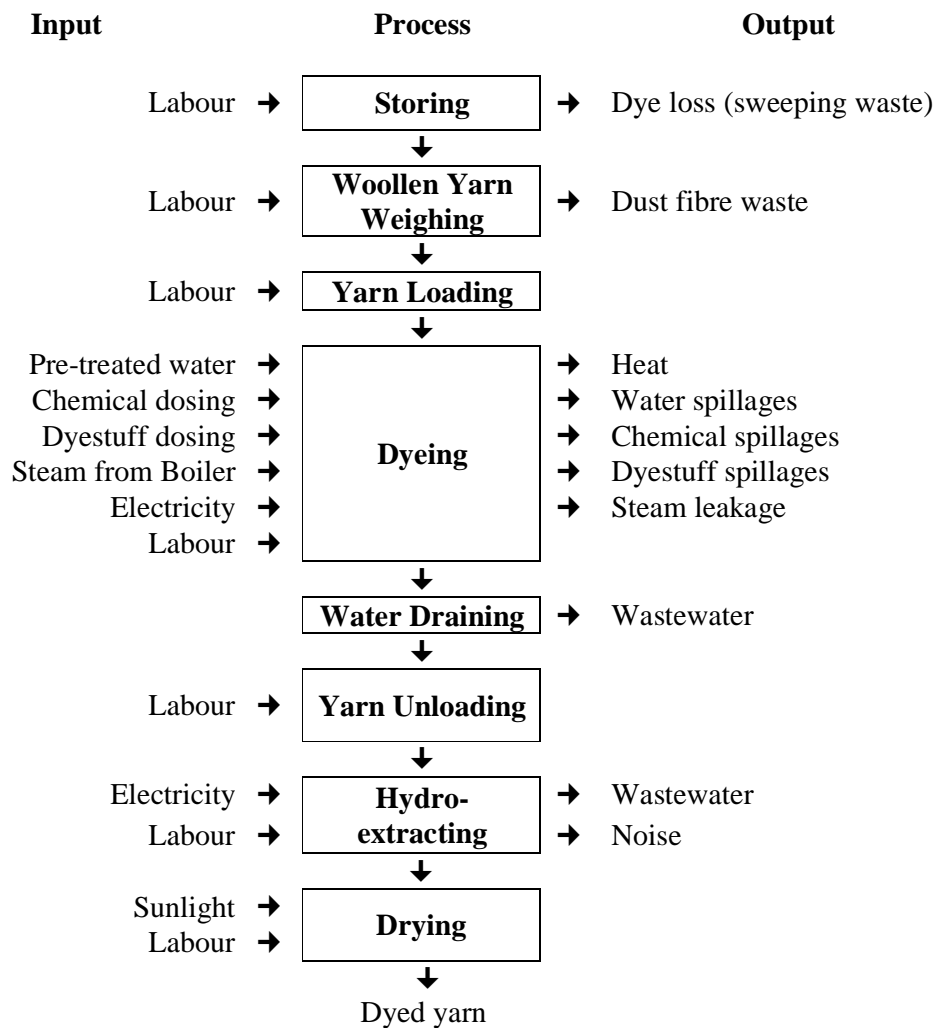 Input Process Output
Labour → Storing → Dye loss (sweeping waste)
Labour → Woollen Yarn Weighing → Dust fibre waste
Labour → Yarn Loading
Pre-treated water → → Heat
Chemical dosing → → Water spillages
Dyestuff dosing → Dyeing → Chemical spillages
Steam from Boiler → → Dyestuff spillages
Electricity → → Steam leakage
Labour →
Water Draining → Wastewater
Labour → Yarn Unloading
Electricity → Hydro- → Wastewater
Labour → extracting → Noise
Sunlight →
Labour → Drying
Dyed yarn